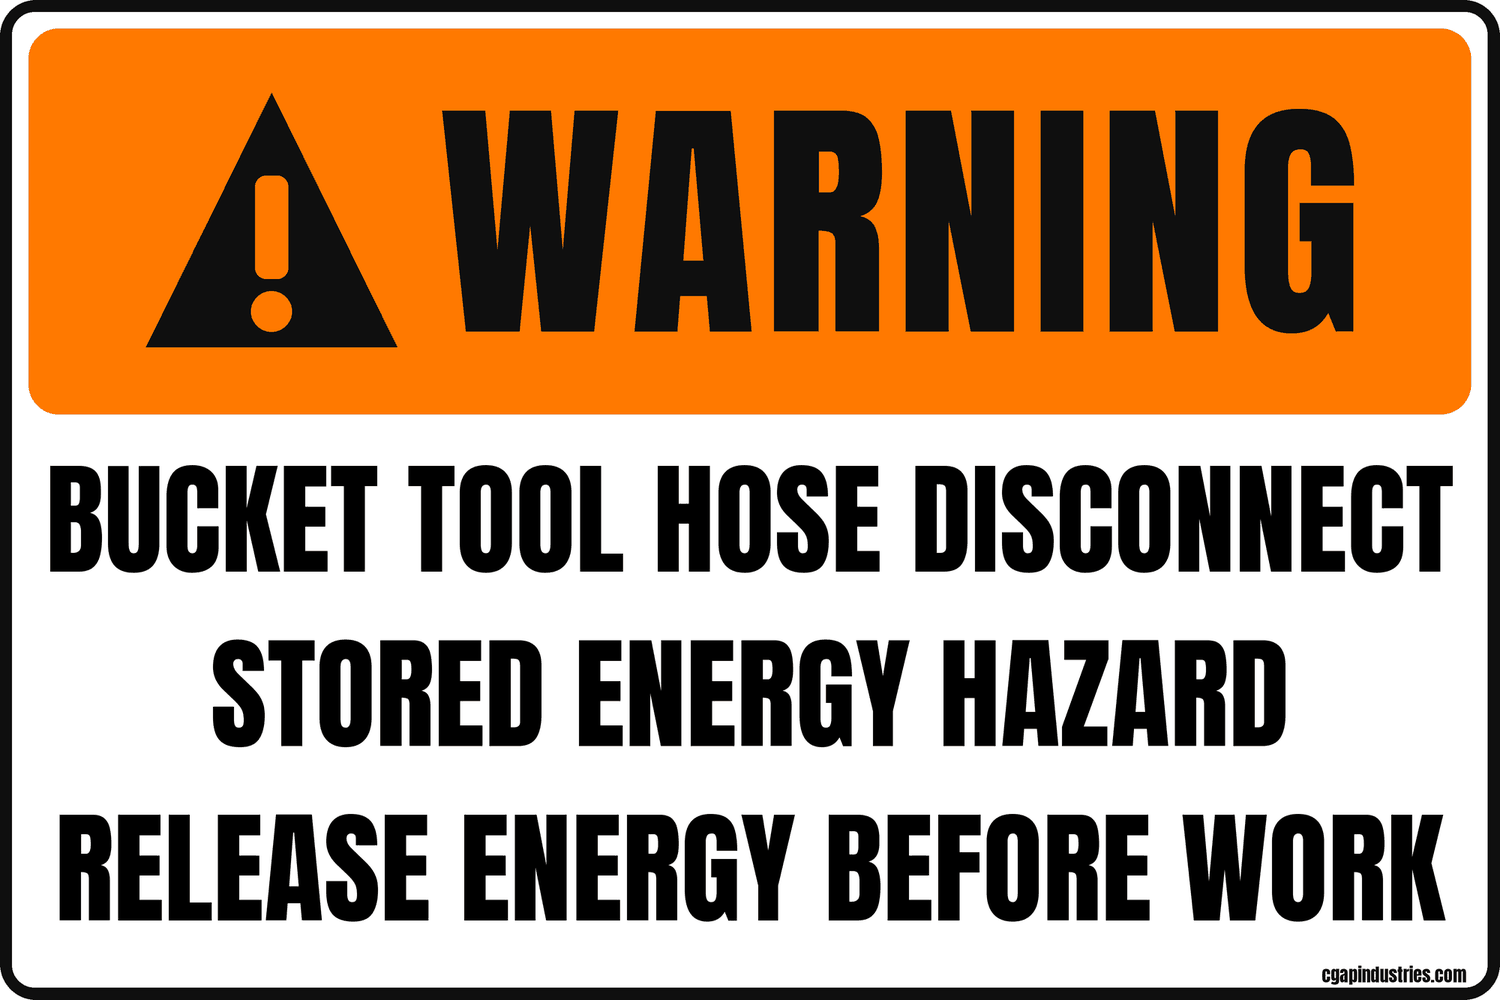 WARNING
BUCKET TOOL HOSE DISCONNECT
STORED ENERGY HAZARD
RELEASE ENERGY BEFORE WORK
cgapindustries.com